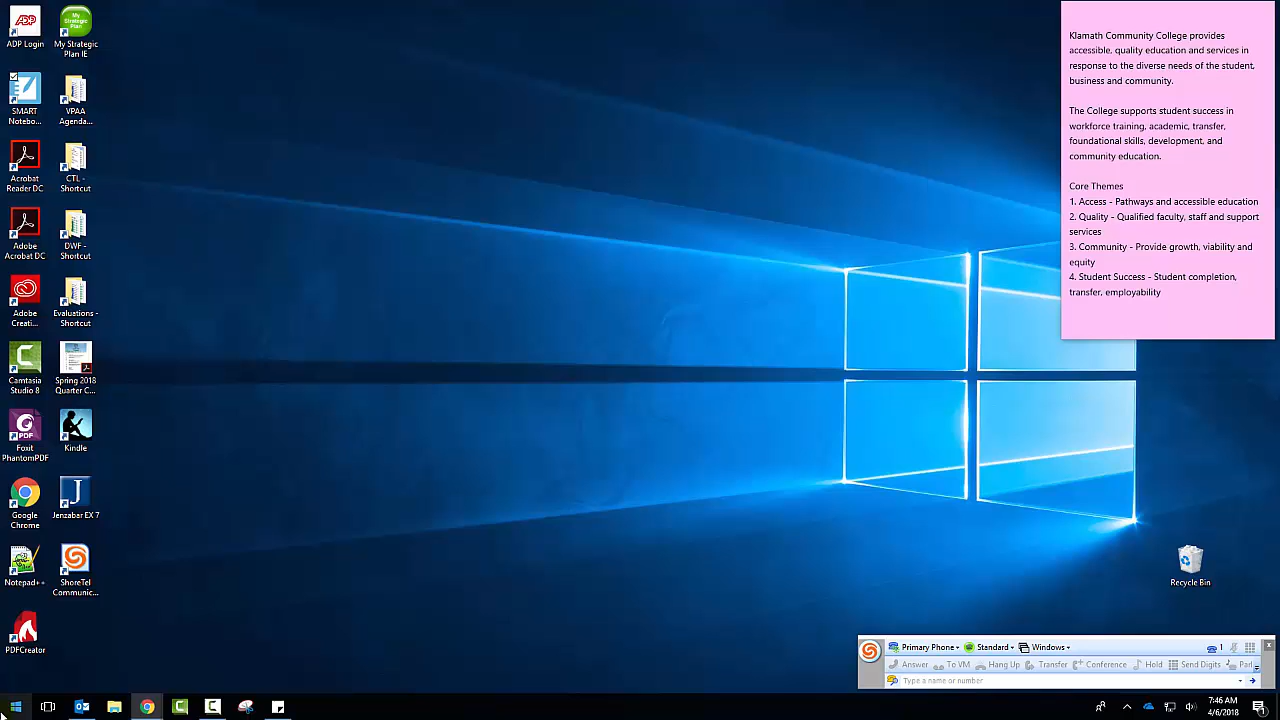 ADP
ADP Login
My
Strategic
Plan
My Strategic
Plan IE
SMART
Notebo...
VPAA
Agenda...
Acrobat
Reader DC
CTL -
Shortcut
Adobe
Acrobat DC
DWF -
Shortcut
Adobe
Creati...
Evaluations -
Shortcut
Camtasia
Studio 8
Spring 2018
Quarter C...
PDF
Foxit
PhantomPDF
Kindle
Google
Chrome
Jenzabar EX 7
Notepad++
ShoreTel
Communic...
PDFCreator
Klamath Community College provides
accessible, quality education and services in
response to the diverse needs of the student,
business and community.
The College supports student success in
workforce training, academic, transfer,
foundational skills, development, and
community education.
Core Themes
1. Access - Pathways and accessible education
2. Quality - Qualified faculty, staff and support
services
3. Community - Provide growth, viability and
equity
4. Student Success - Student completion,
transfer, employability
Recycle Bin
Primary Phone Standard Windows 1
Answer To VM Hang Up Transfer Conference Hold Send Digits Parl
Type a name or number
7:46 AM
4/6/2018